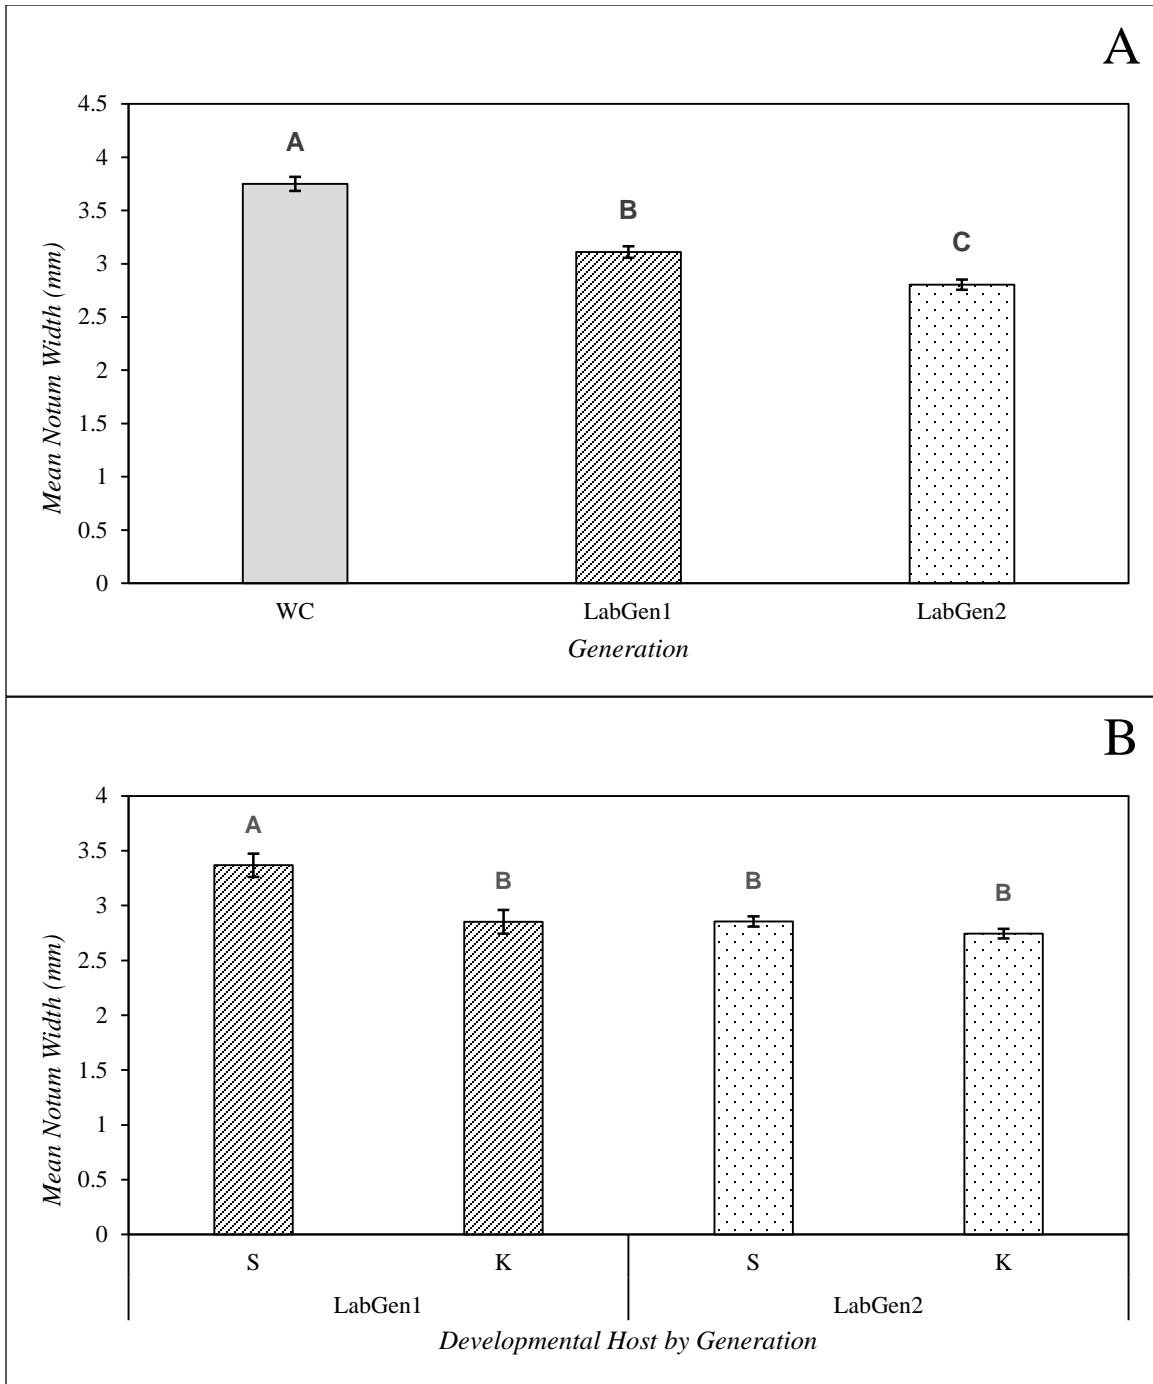 A
4.5
4
3.5
3
2.5
2
1.5
1
0.5
0
Mean Notum Width (mm)
A
B
C
WC LabGen1 LabGen2
Generation
B
4
3.5
3
2.5
2
1.5
1
0.5
0
Mean Notum Width (mm)
A
B
B
B
S K S K
LabGen1 LabGen2
Developmental Host by Generation